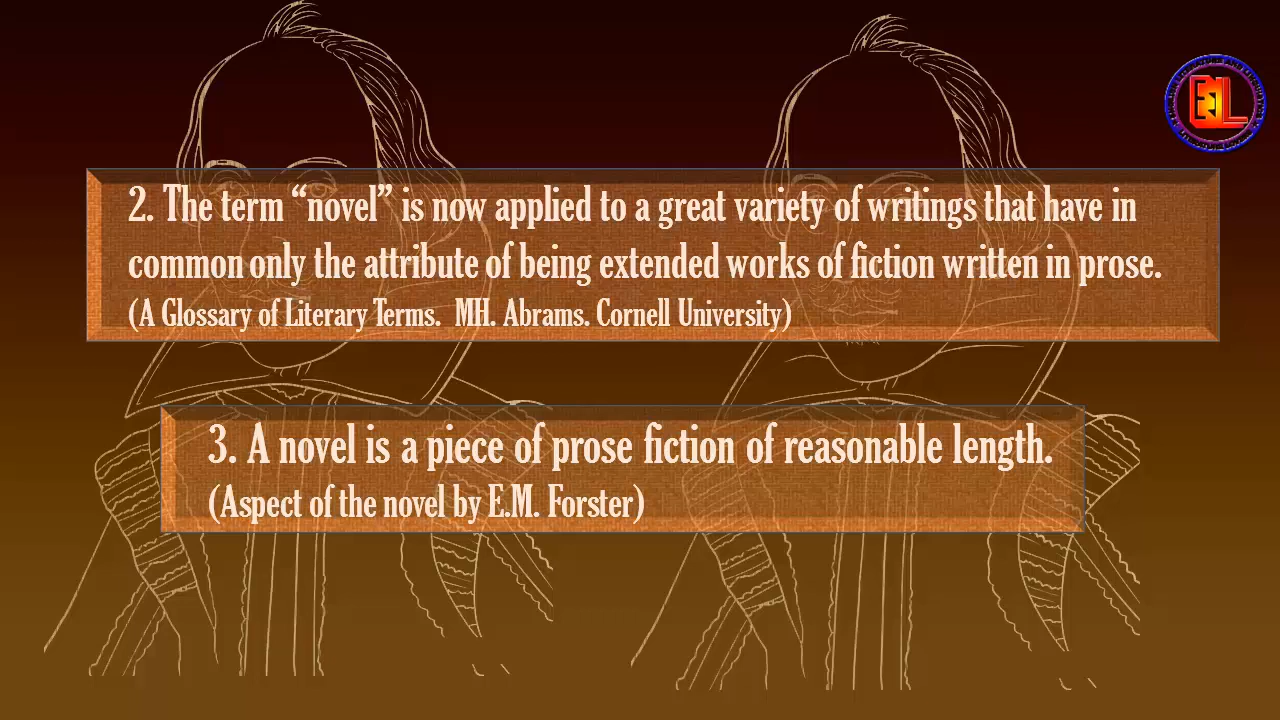 2. The term “novel” is now applied to a great variety of writings that have in
common only the attribute of being extended works of fiction written in prose.
(A Glossary of Literary Terms. MH. Abrams. Cornell University)
3. A novel is a piece of prose fiction of reasonable length.
(Aspect of the novel by E.M. Forster)